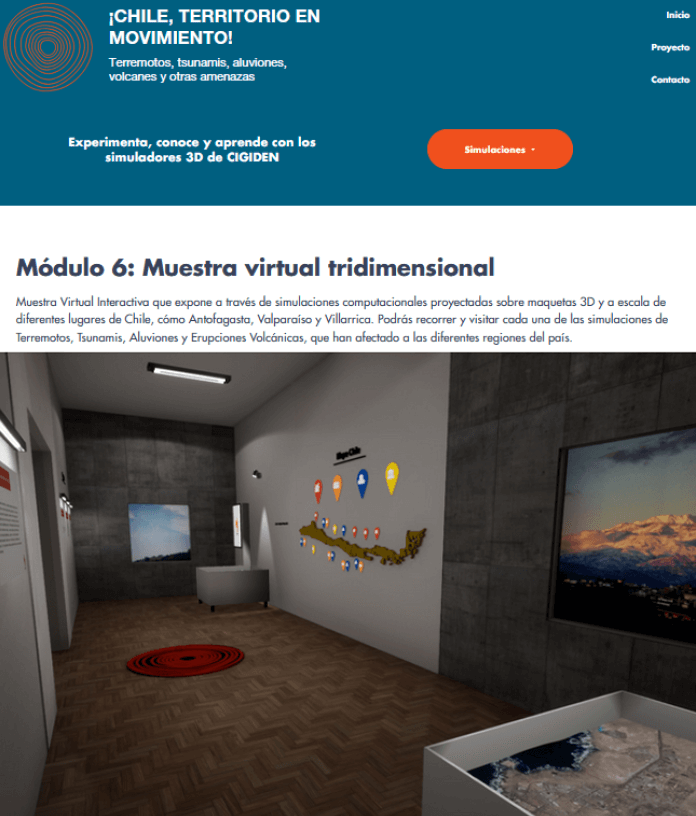 ¡CHILE, TERRITORIO EN
MOVIMIENTO!
Terremotos, tsunamis, aluviones,
volcanes y otras amenazas
Inicio
Proyecto
Contacto
Experimenta, conoce y aprende con los
simuladores 3D de CIGIDEN
Simulaciones
Módulo 6: Muestra virtual tridimensional
Muestra Virtual Interactiva que expone a través de simulaciones computacionales proyectadas sobre maquetas 3D y a escala de
diferentes lugares de Chile, cómo Antofagasta, Valparaíso y Villarrica. Podrás recorrer y visitar cada una de las simulaciones de
Terremotos, Tsunamis, Aluviones y Erupciones Volcánicas, que han afectado a las diferentes regiones del país.
Mapa Chile